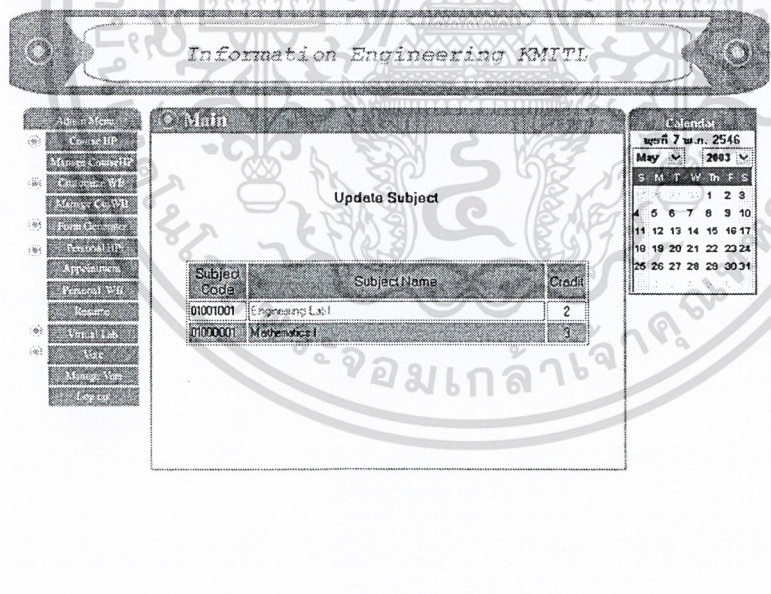 Information Engineering KMITL
Admin Menu
Course HP
Manage CourseHP
Customize WB
Manage Co.WB
Form Generator
Personal HP
Appointment
Personal WB
Resume
Virtual Lab
Vote
Manage Vote
Log out
Main
Update Subject
Subject Code
Subject Name
Credit
01001001 Engineering Lab I 2
01000001 Mathematics I 3
Calendar
พุธที่ 7 พ.ค. 2546
May 2003
S M T W Th F S
1 2 3
4 5 6 7 8 9 10
11 12 13 14 15 16 17
18 19 20 21 22 23 24
25 26 27 28 29 30 31